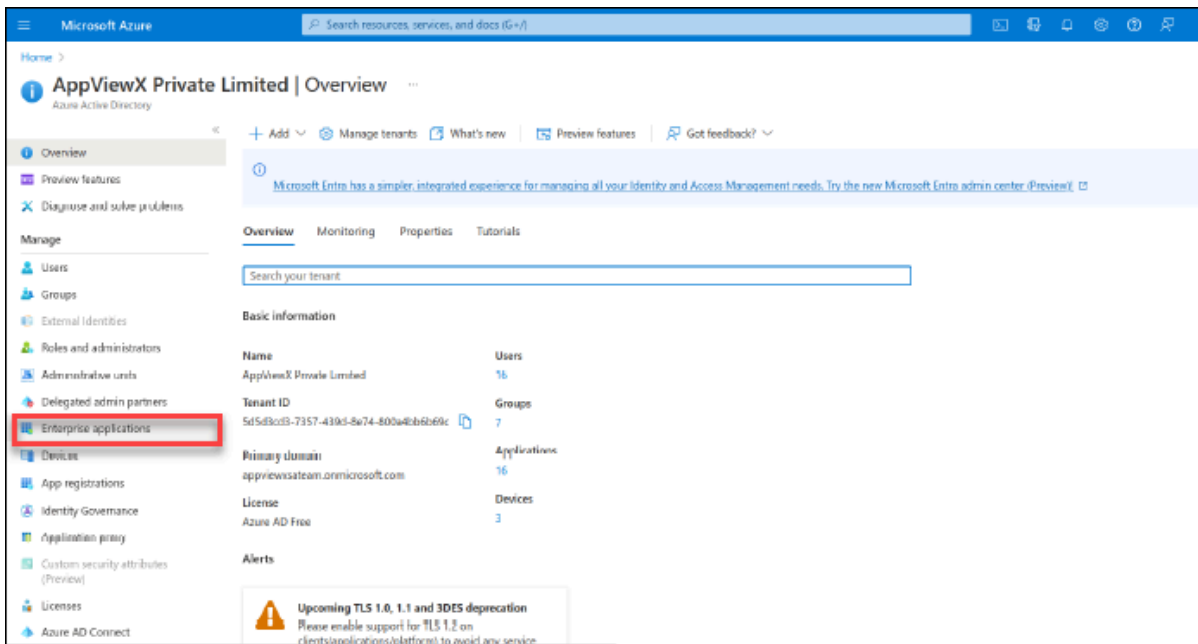 Microsoft Azure
Search resources, services, and docs (G+/)
Home >
AppViewX Private Limited | Overview ...
Azure Active Directory
«
+ Add Manage tenants What's new Preview features Got feedback?
Microsoft Entra has a simpler, integrated experience for managing all your Identity and Access Management needs. Try the new Microsoft Entra admin center (Preview)!
Overview
Preview features
Diagnose and solve problems
Manage
Users
Groups
External Identities
Roles and administrators
Administrative units
Delegated admin partners
Enterprise applications
Devices
App registrations
Identity Governance
Application proxy
Custom security attributes
(Preview)
Licenses
Azure AD Connect
Overview Monitoring Properties Tutorials
Search your tenant
Basic information
Name
AppViewX Private Limited
Tenant ID
Primary domain
appviewxsateam.onmicrosoft.com
License
Azure AD Free
Users
16
Groups
7
Applications
16
Devices
3
Alerts
Upcoming TLS 1.0, 1.1 and 3DES deprecation
Please enable support for TLS 1.2 on
clients(applications/platform) to avoid any service